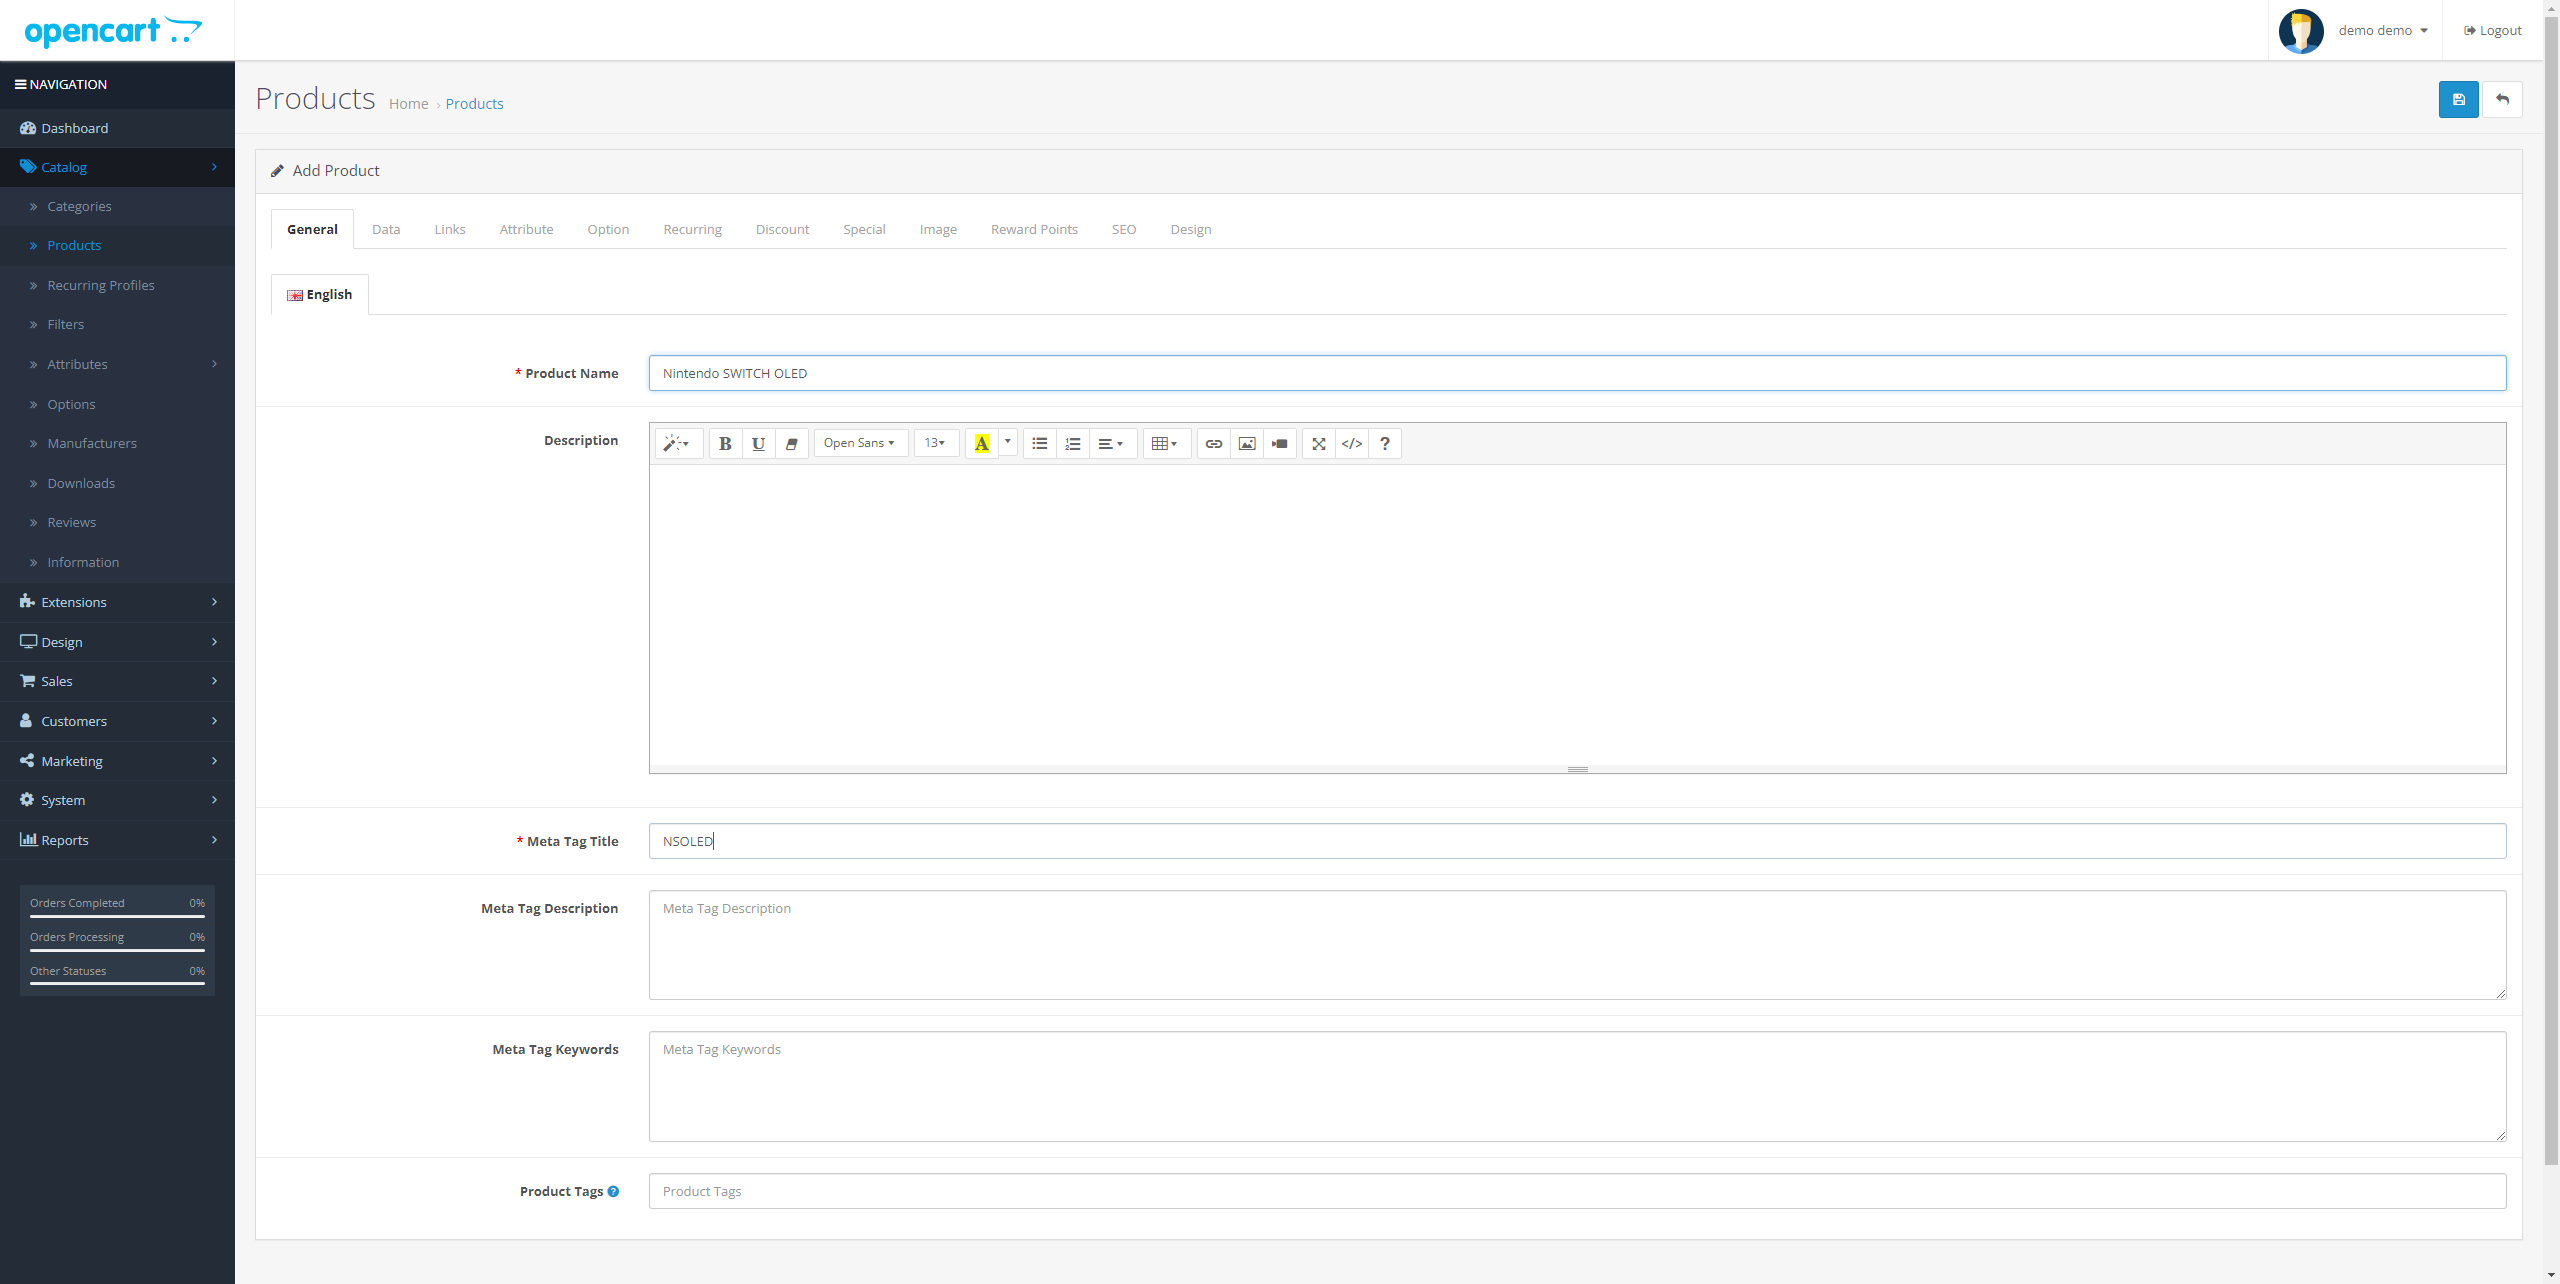 opencart
demo demo
Logout
NAVIGATION
Dashboard
Catalog
Categories
Products
Recurring Profiles
Filters
Attributes
Options
Manufacturers
Downloads
Reviews
Information
Extensions
Design
Sales
Customers
Marketing
System
Reports
Orders Completed 0%
Orders Processing 0%
Other Statuses 0%
Products Home › Products
Add Product
General Data Links Attribute Option Recurring Discount Special Image Reward Points SEO Design
English
* Product Name Nintendo SWITCH OLED
Description
B U Open Sans 13 A </> ?
* Meta Tag Title NSOLED
Meta Tag Description Meta Tag Description
Meta Tag Keywords Meta Tag Keywords
Product Tags ? Product Tags